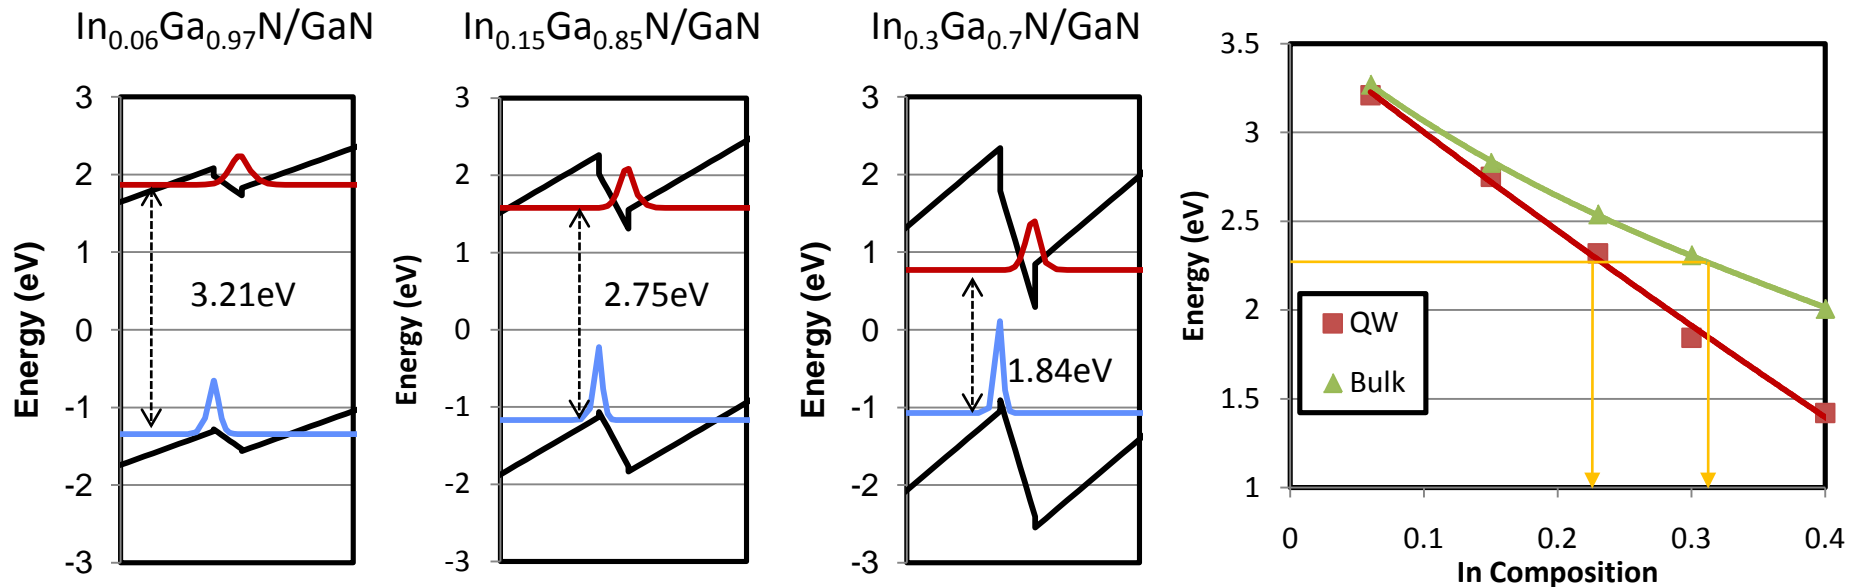 In0.06Ga0.97N/GaN
3
2
1
0
-1
-2
-3
Energy (eV)
3.21eV
In0.15Ga0.85N/GaN
3
2
1
0
-1
-2
-3
Energy (eV)
2.75eV
In0.3Ga0.7N/GaN
3
2
1
0
-1
-2
-3
Energy (eV)
1.84eV
3.5
3
2.5
2
1.5
1
Energy (eV)
QW
Bulk
0
0.1
0.2
0.3
0.4
In Composition